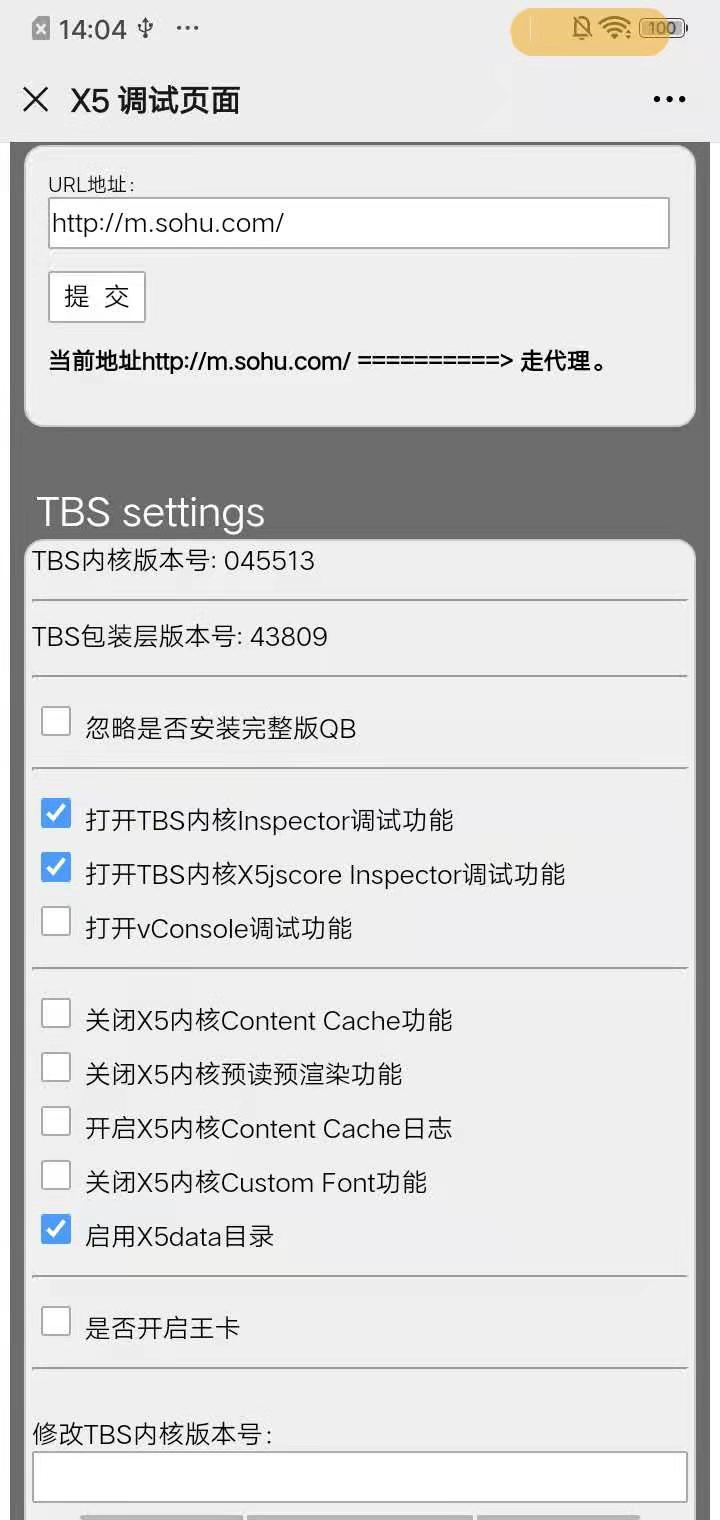 14:04
100
X5 调试页面
URL地址:
http://m.sohu.com/
提 交
当前地址http://m.sohu.com/ ==========> 走代理。
TBS settings
TBS内核版本号: 045513
TBS包装层版本号: 43809
忽略是否安装完整版QB
打开TBS内核Inspector调试功能
打开TBS内核X5jscore Inspector调试功能
打开vConsole调试功能
关闭X5内核Content Cache功能
关闭X5内核预读预渲染功能
开启X5内核Content Cache日志
关闭X5内核Custom Font功能
启用X5data目录
是否开启王卡
修改TBS内核版本号: